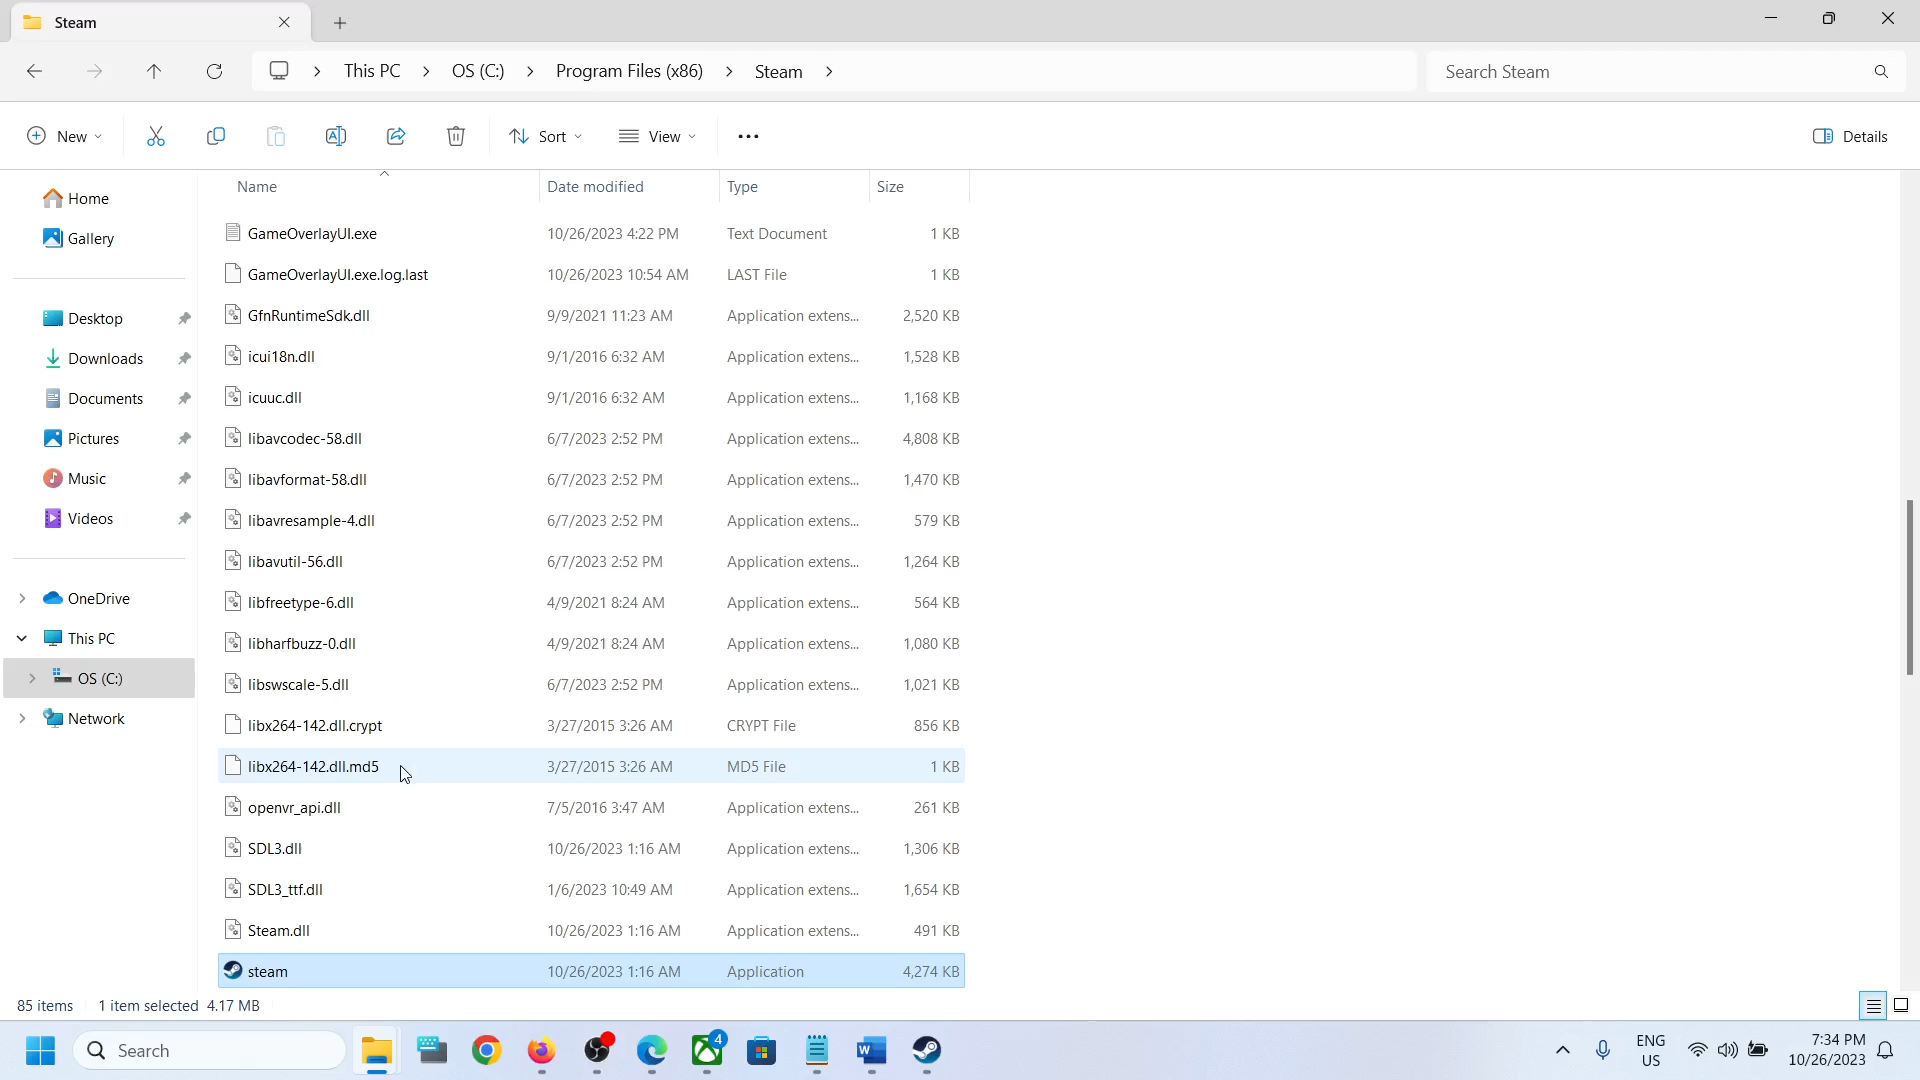 Steam
This PC
OS (C:)
Program Files (x86)
Steam
Search Steam
New
Sort
View
Details
Name Date modified Type Size
GameOverlayUI.exe 10/26/2023 4:22 PM Text Document 1 KB
GameOverlayUI.exe.log.last 10/26/2023 10:54 AM LAST File 1 KB
GfnRuntimeSdk.dll 9/9/2021 11:23 AM Application extens... 2,520 KB
icui18n.dll 9/1/2016 6:32 AM Application extens... 1,528 KB
icuuc.dll 9/1/2016 6:32 AM Application extens... 1,168 KB
libavcodec-58.dll 6/7/2023 2:52 PM Application extens... 4,808 KB
libavformat-58.dll 6/7/2023 2:52 PM Application extens... 1,470 KB
libavresample-4.dll 6/7/2023 2:52 PM Application extens... 579 KB
libavutil-56.dll 6/7/2023 2:52 PM Application extens... 1,264 KB
libfreetype-6.dll 4/9/2021 8:24 AM Application extens... 564 KB
libharfbuzz-0.dll 4/9/2021 8:24 AM Application extens... 1,080 KB
libswscale-5.dll 6/7/2023 2:52 PM Application extens... 1,021 KB
libx264-142.dll.crypt 3/27/2015 3:26 AM CRYPT File 856 KB
libx264-142.dll.md5 3/27/2015 3:26 AM MD5 File 1 KB
openvr_api.dll 7/5/2016 3:47 AM Application extens... 261 KB
SDL3.dll 10/26/2023 1:16 AM Application extens... 1,306 KB
SDL3_ttf.dll 1/6/2023 10:49 AM Application extens... 1,654 KB
Steam.dll 10/26/2023 1:16 AM Application extens... 491 KB
steam 10/26/2023 1:16 AM Application 4,274 KB
Home
Gallery
Desktop
Downloads
Documents
Pictures
Music
Videos
OneDrive
This PC
OS (C:)
Network
85 items 1 item selected 4.17 MB
Search
4
ENG
US
7:34 PM
10/26/2023